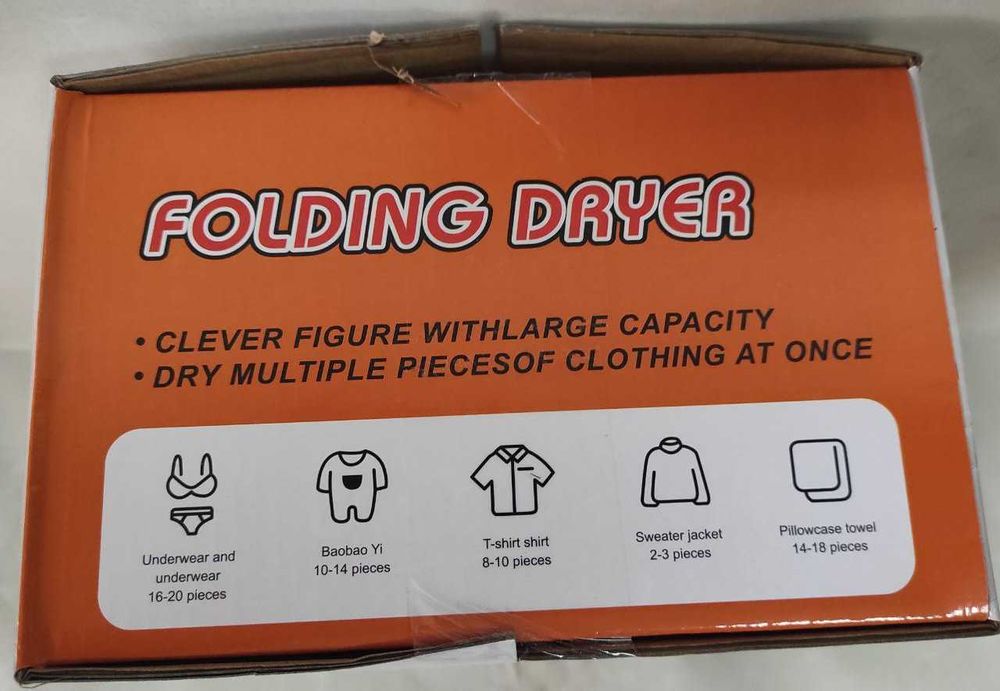 FOLDING DRYER
• CLEVER FIGURE WITHLARGE CAPACITY
• DRY MULTIPLE PIECESOF CLOTHING AT ONCE
Underwear and
underwear
16-20 pieces
Baobao Yi
10-14 pieces
T-shirt shirt
8-10 pieces
Sweater jacket
2-3 pieces
Pillowcase towel
14-18 pieces